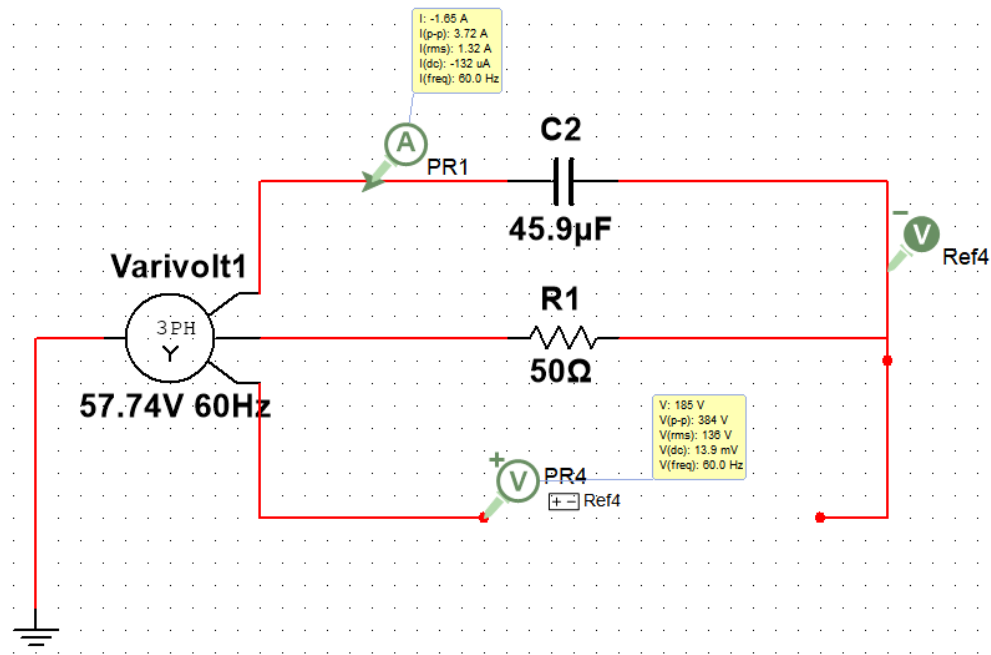 I: -1.65 A
I(p-p): 3.72 A
I(rms): 1.32 A
I(dc): -132 uA
I(freq): 60.0 Hz
A
PR1
C2
45.9µF
V
Ref4
Varivolt1
3PH
Y
57.74V 60Hz
R1
50Ω
V: 185 V
V(p-p): 384 V
V(rms): 136 V
V(dc): 13.9 mV
V(freq): 60.0 Hz
+
V
PR4
+ - Ref4